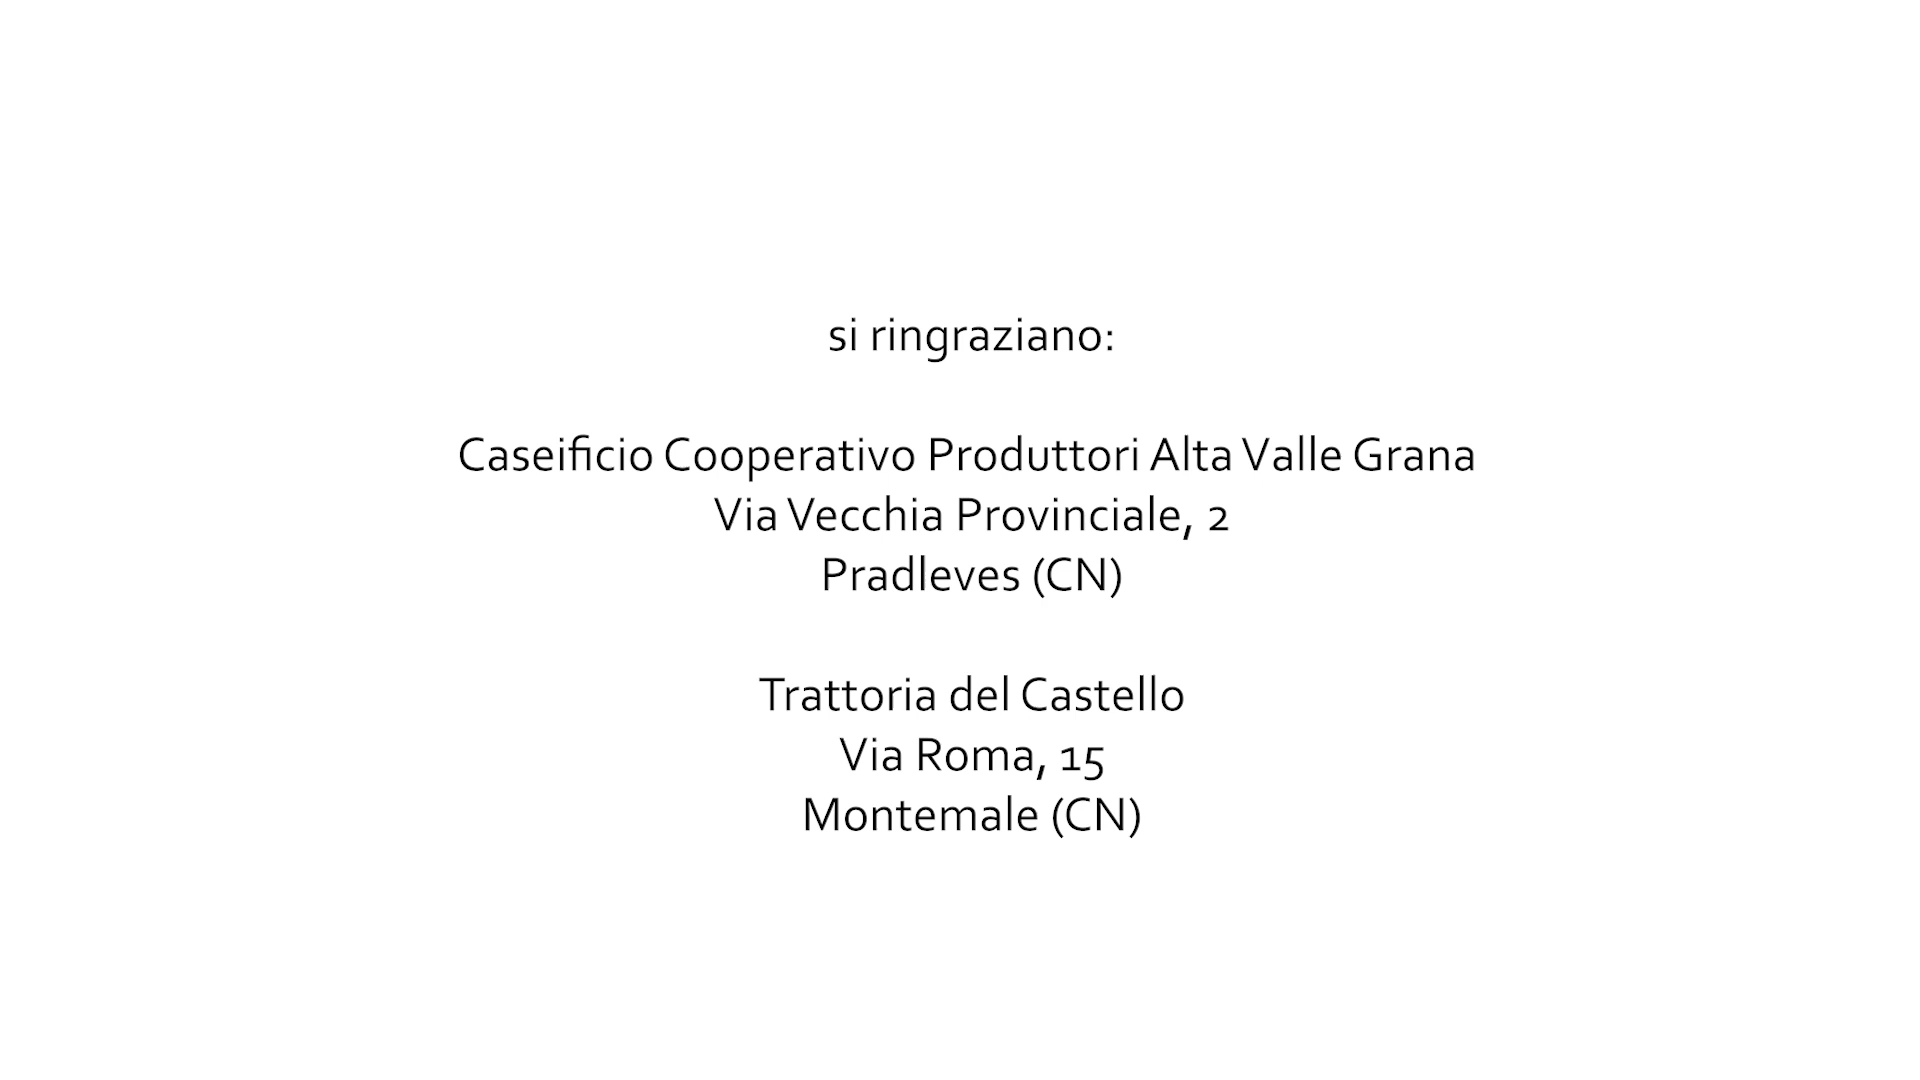 si ringraziano:
Caseificio Cooperativo Produttori Alta Valle Grana
Via Vecchia Provinciale, 2
Pradleves (CN)
Trattoria del Castello
Via Roma, 15
Montemale (CN)